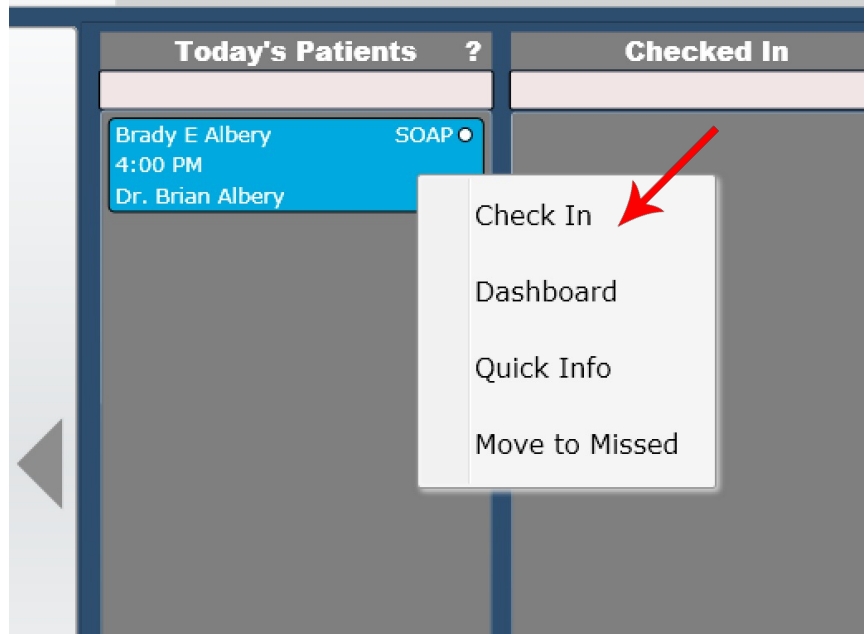 Today's Patients ?
Checked In
Brady E Albery SOAP
4:00 PM
Dr. Brian Albery
Check In
Dashboard
Quick Info
Move to Missed